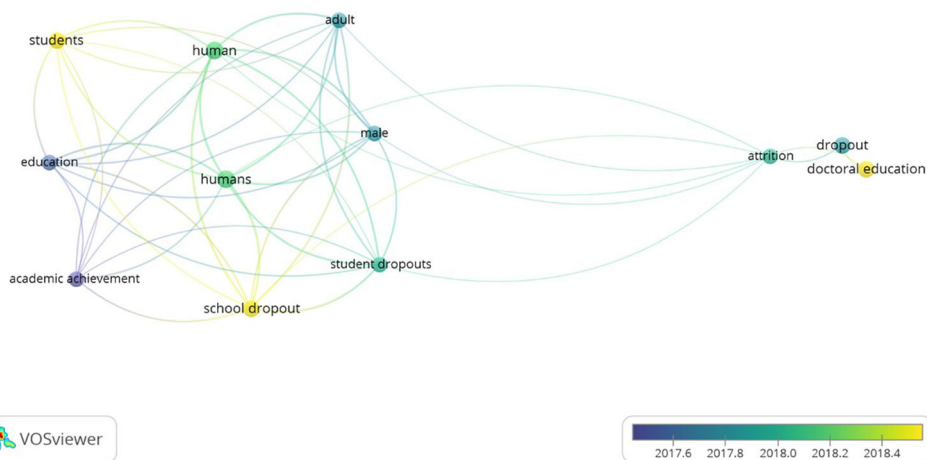 adult
students
human
male
dropout
attrition
education
doctoral education
humans
student dropouts
academic achievement
school dropout
VOSviewer
2017.6 2017.8 2018.0 2018.2 2018.4